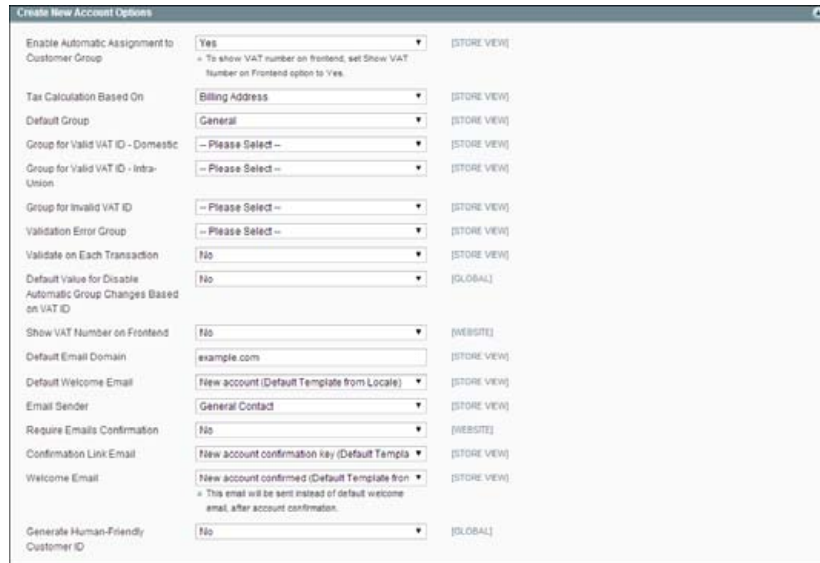 Create New Account Options
Enable Automatic Assignment to Customer Group Yes [STORE VIEW]
▲ To show VAT number on frontend, set Show VAT Number on Frontend option to Yes.
Tax Calculation Based On Billing Address [STORE VIEW]
Default Group General [STORE VIEW]
Group for Valid VAT ID - Domestic -- Please Select -- [STORE VIEW]
Group for Valid VAT ID - Intra-Union -- Please Select -- [STORE VIEW]
Group for Invalid VAT ID -- Please Select -- [STORE VIEW]
Validation Error Group -- Please Select -- [STORE VIEW]
Validate on Each Transaction No [STORE VIEW]
Default Value for Disable Automatic Group Changes Based on VAT ID No [GLOBAL]
Show VAT Number on Frontend No [WEBSITE]
Default Email Domain example.com [STORE VIEW]
Default Welcome Email New account (Default Template from Locale) [STORE VIEW]
Email Sender General Contact [STORE VIEW]
Require Emails Confirmation No [WEBSITE]
Confirmation Link Email New account confirmation key (Default Templa [STORE VIEW]
Welcome Email New account confirmed (Default Template fron [STORE VIEW]
▲ This email will be sent instead of default welcome email, after account confirmation.
Generate Human-Friendly Customer ID No [GLOBAL]